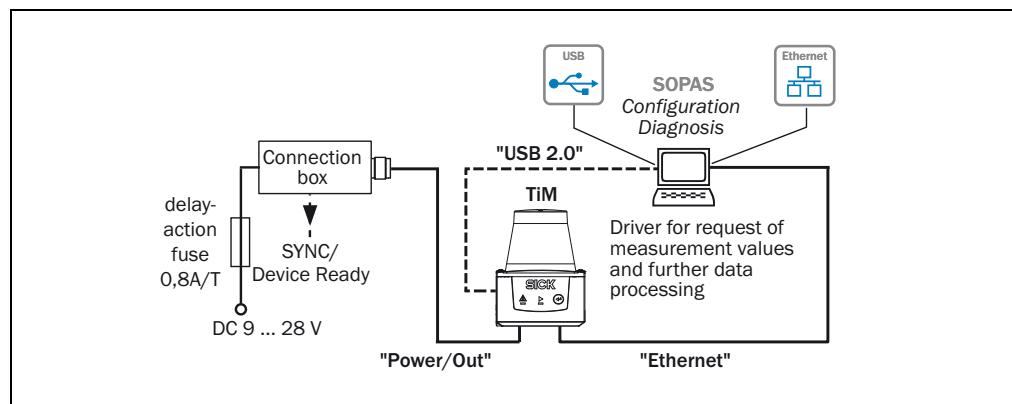 USB
Ethernet
SOPAS
Configuration
Diagnosis
"USB 2.0"
Connection
box
TiM
delay-
action
fuse
0,8A/T
SYNC/
Device Ready
Driver for request of
measurement values
and further data
processing
SICK
DC 9 ... 28 V
"Power/Out"
"Ethernet"